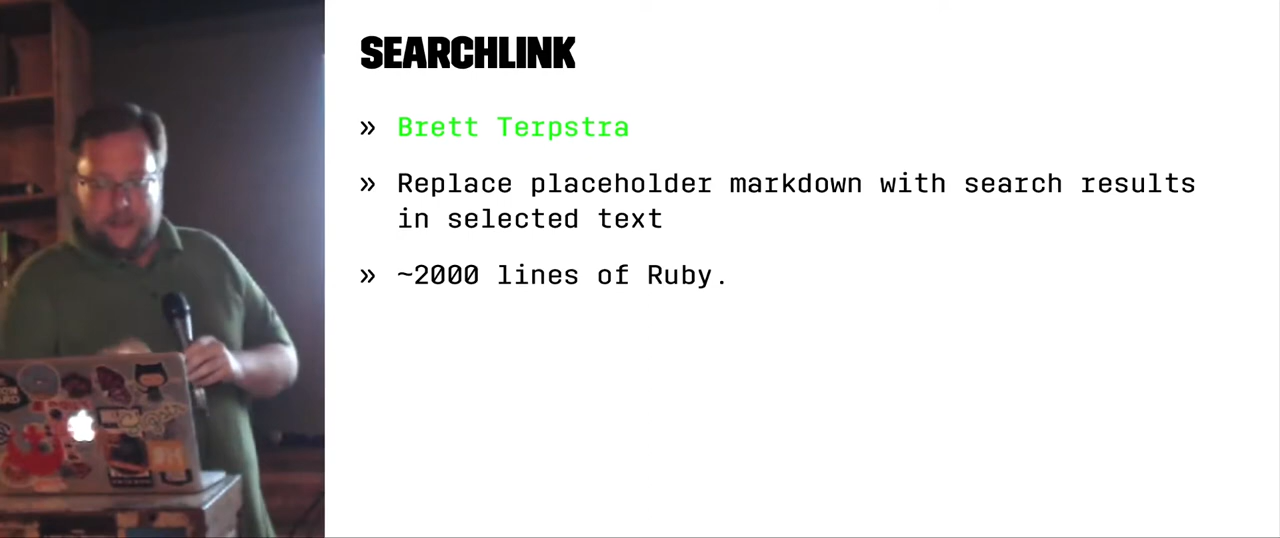 SEARCHLINK
» Brett Terpstra
» Replace placeholder markdown with search results
in selected text
» ~2000 lines of Ruby.